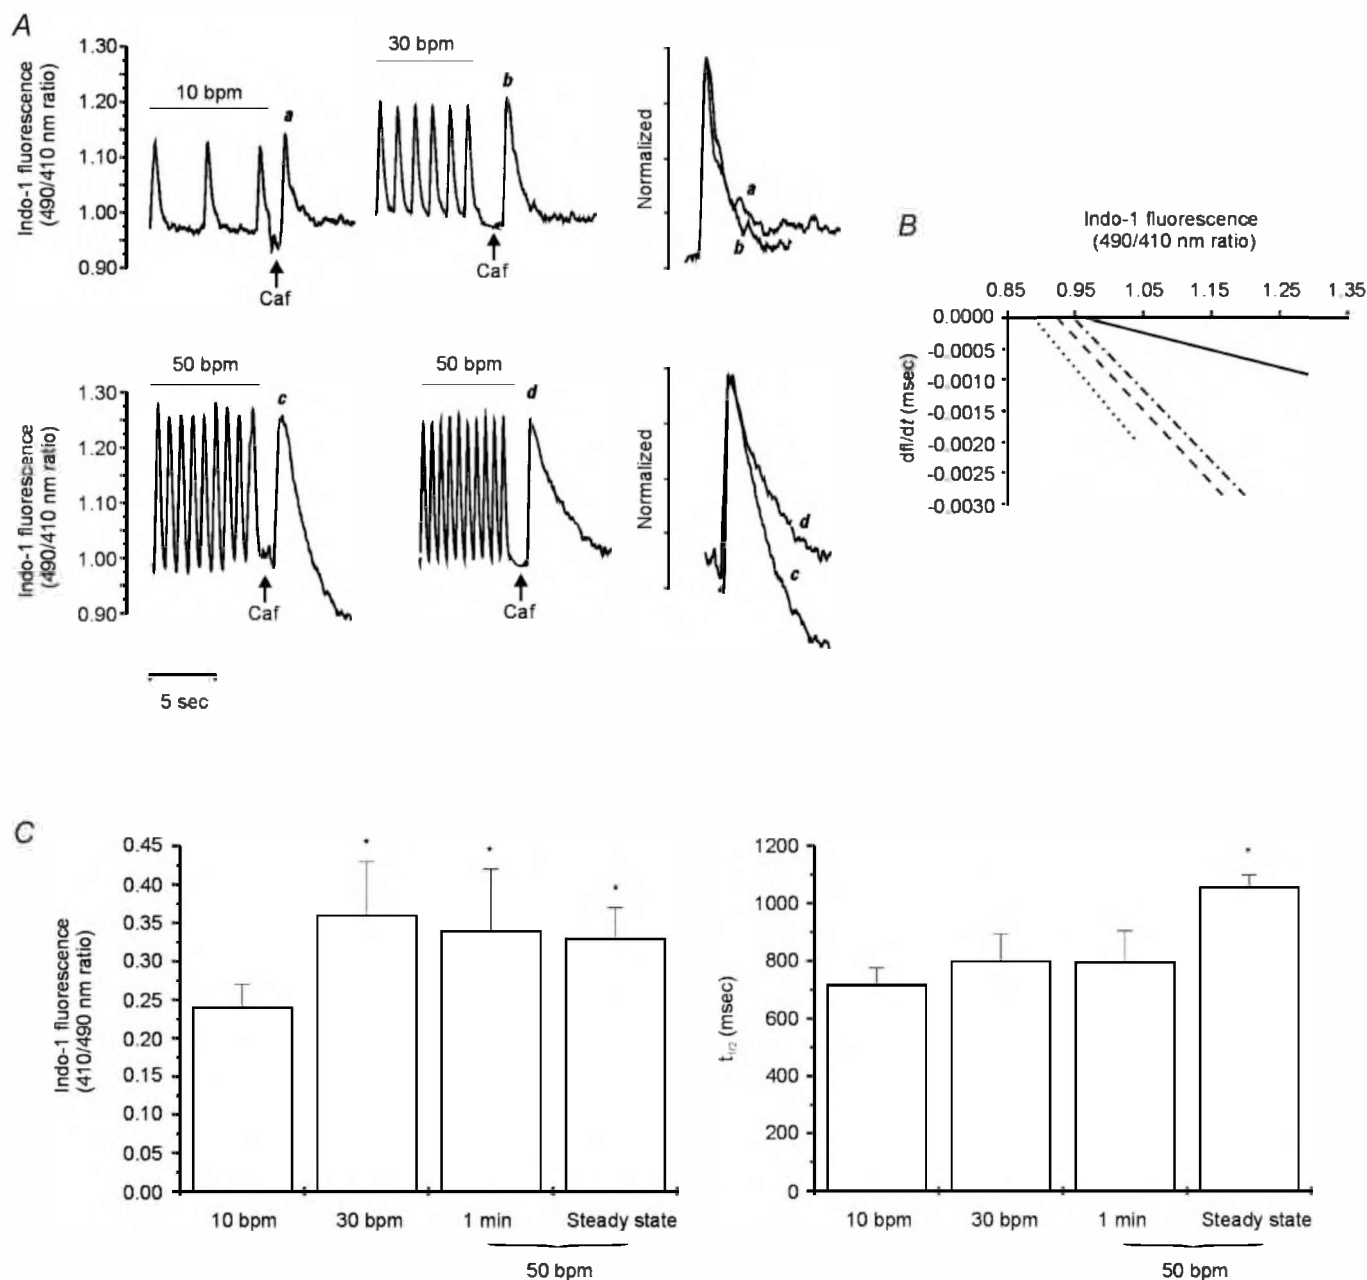 A
Indo-1 fluorescence
(490/410 nm ratio)
1.30
1.20
1.10
1.00
0.90
10 bpm
a
Caf
30 bpm
b
Caf
Normalized
a
b
Indo-1 fluorescence
(490/410 nm ratio)
1.30
1.20
1.10
1.00
0.90
50 bpm
c
Caf
50 bpm
d
Caf
Normalized
d
c
5 sec
B
Indo-1 fluorescence
(490/410 nm ratio)
0.85 0.95 1.05 1.15 1.25 1.35
dfl/dt (msec)
0.0000
-0.0005
-0.0010
-0.0015
-0.0020
-0.0025
-0.0030
C
Indo-1 fluorescence
(410/490 nm ratio)
0.45
0.40
0.35
0.30
0.25
0.20
0.15
0.10
0.05
0.00
* * *
10 bpm 30 bpm 1 min Steady state
50 bpm
t1/2 (msec)
1200
1000
800
600
400
200
0
*
10 bpm 30 bpm 1 min Steady state
50 bpm